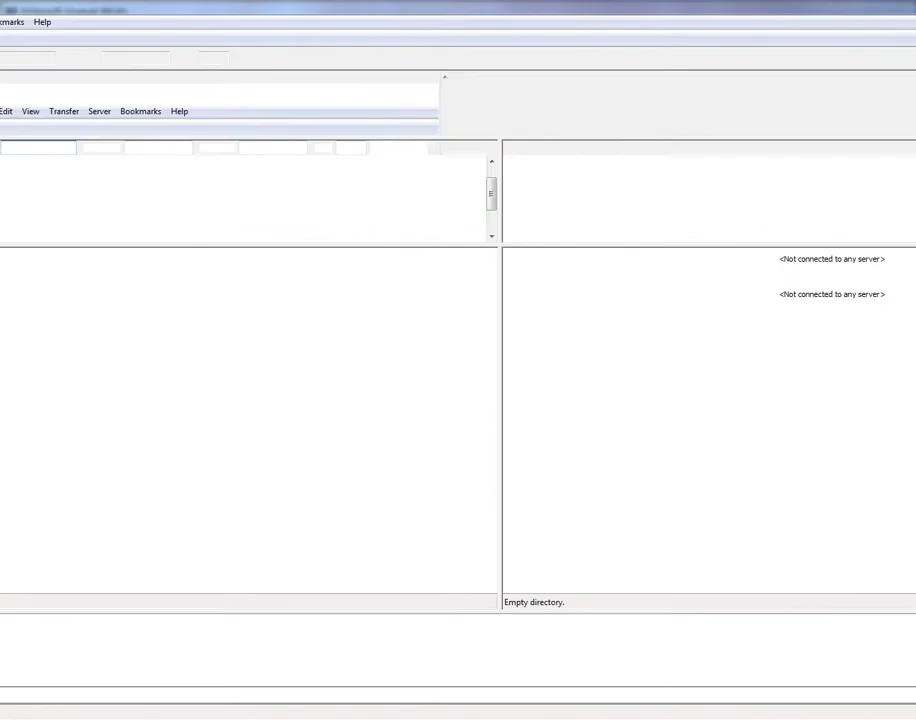 kmarks Help
Edit View Transfer Server Bookmarks Help
<Not connected to any server>
<Not connected to any server>
Empty directory.